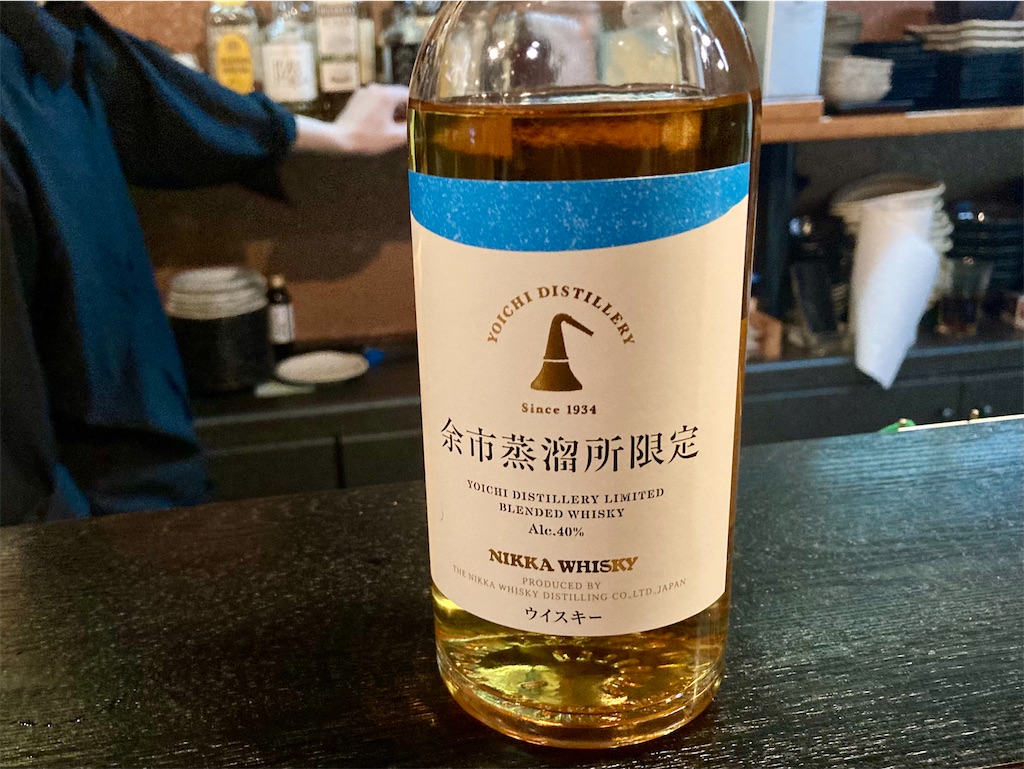 YOICHI DISTILLERY
Since 1934
余市蒸溜所限定
YOICHI DISTILLERY LIMITED
BLENDED WHISKY
Alc.40%
NIKKA WHISKY
PRODUCED BY
THE NIKKA WHISKY DISTILLING CO.,LTD.,JAPAN
ウイスキー